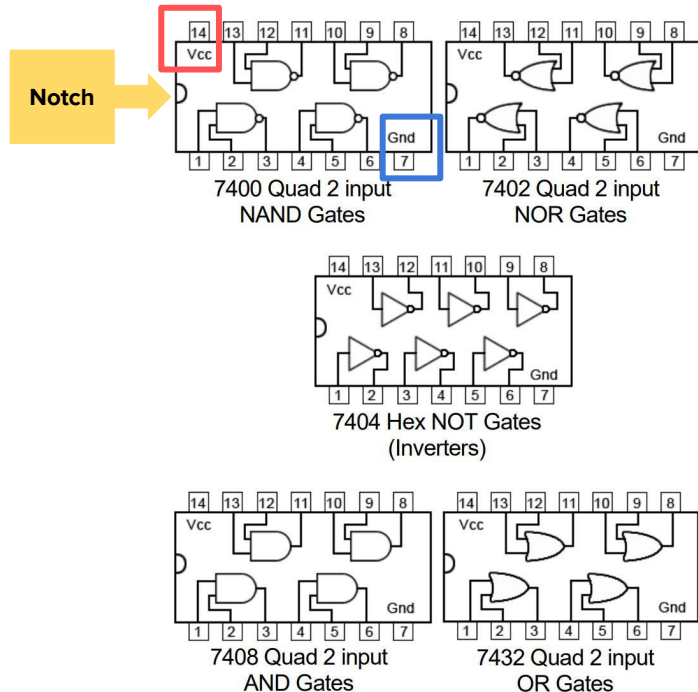 14 13 12 11 10 9 8
Vcc
Notch
Gnd
1 2 3 4 5 6 7
7400 Quad 2 input
NAND Gates
14 13 12 11 10 9 8
Vcc
Gnd
1 2 3 4 5 6 7
7402 Quad 2 input
NOR Gates
14 13 12 11 10 9 8
Vcc
Gnd
1 2 3 4 5 6 7
7404 Hex NOT Gates
(Inverters)
14 13 12 11 10 9 8
Vcc
Gnd
1 2 3 4 5 6 7
7408 Quad 2 input
AND Gates
14 13 12 11 10 9 8
Vcc
Gnd
1 2 3 4 5 6 7
7432 Quad 2 input
OR Gates